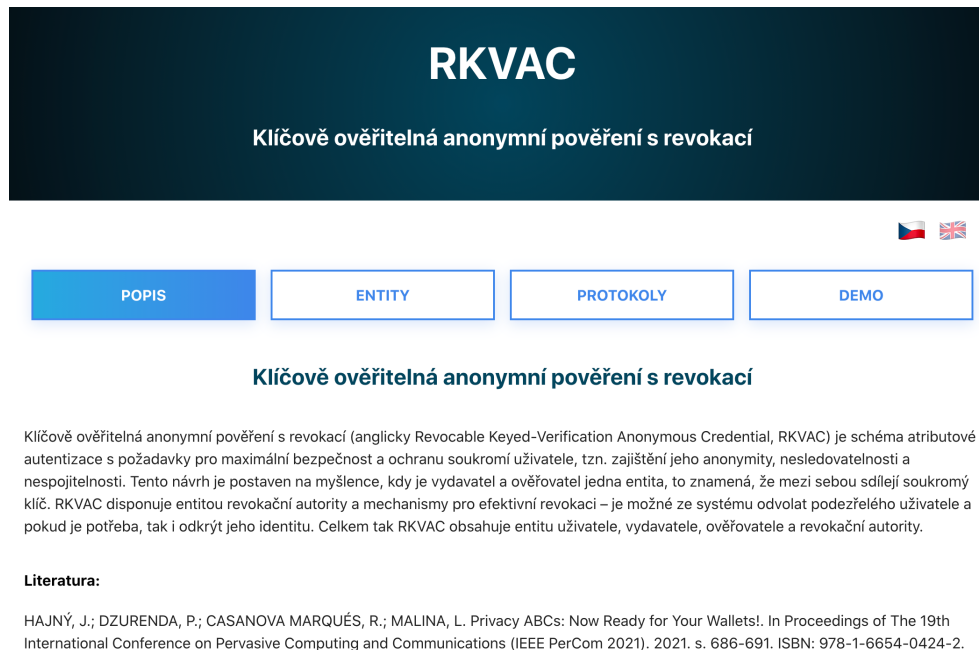 RKVAC
Klíčově ověřitelná anonymní pověření s revokací
POPIS
ENTITY
PROTOKOLY
DEMO
Klíčově ověřitelná anonymní pověření s revokací
Klíčově ověřitelná anonymní pověření s revokací (anglicky Revocable Keyed-Verification Anonymous Credential, RKVAC) je schéma atributové
autentizace s požadavky pro maximální bezpečnost a ochranu soukromí uživatele, tzn. zajištění jeho anonymity, nesledovatelnosti a
nespojitelnosti. Tento návrh je postaven na myšlence, kdy je vydavatel a ověřovatel jedna entita, to znamená, že mezi sebou sdílejí soukromý
klíč. RKVAC disponuje entitou revokační autority a mechanismy pro efektivní revokaci – je možné ze systému odvolat podezřelého uživatele a
pokud je potřeba, tak i odkrýt jeho identitu. Celkem tak RKVAC obsahuje entitu uživatele, vydavatele, ověřovatele a revokační autority.
Literatura:
HAJNÝ, J.; DZURENDA, P.; CASANOVA MARQUÉS, R.; MALINA, L. Privacy ABCs: Now Ready for Your Wallets!. In Proceedings of The 19th
International Conference on Pervasive Computing and Communications (IEEE PerCom 2021). 2021. s. 686-691. ISBN: 978-1-6654-0424-2.